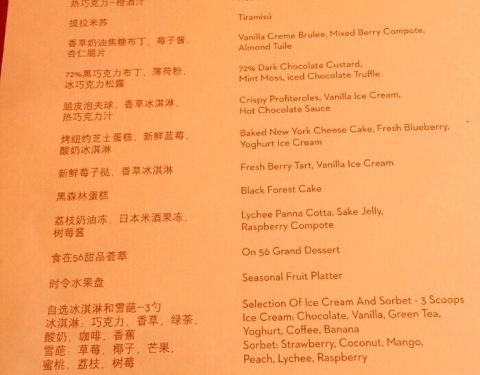 热巧克力-橙酒汁
提拉米苏
Tiramisú
香草奶油焦糖布丁、莓子酱、
杏仁脆片
Vanilla Creme Brulee, Mixed Berry Compote,
Almond Tuile
72%黑巧克力布丁、薄荷粉、
冰巧克力松露
72% Dark Chocolate Custard,
Mint Moss, iced Chocolate Truffle
脆皮泡夫球、香草冰淇淋、
热巧克力汁
Crispy Profiteroles, Vanilla Ice Cream,
Hot Chocolate Sauce
烤纽约芝士蛋糕、新鲜蓝莓、
酸奶冰淇淋
Baked New York Cheese Cake, Fresh Blueberry,
Yoghurt Ice Cream
新鲜莓子挞、香草冰淇淋
Fresh Berry Tart, Vanilla Ice Cream
黑森林蛋糕
Black Forest Cake
荔枝奶油冻、日本米酒果冻、
树莓酱
Lychee Panna Cotta, Sake Jelly,
Raspberry Compote
食在56甜品荟萃
On 56 Grand Dessert
时令水果盘
Seasonal Fruit Platter
自选冰淇淋和雪葩-3勺
冰淇淋：巧克力、香草、绿茶、
酸奶、咖啡、香蕉
雪葩：草莓、椰子、芒果、
蜜桃、荔枝、树莓
Selection Of Ice Cream And Sorbet - 3 Scoops
Ice Cream: Chocolate, Vanilla, Green Tea,
Yoghurt, Coffee, Banana
Sorbet: Strawberry, Coconut, Mango,
Peach, Lychee, Raspberry